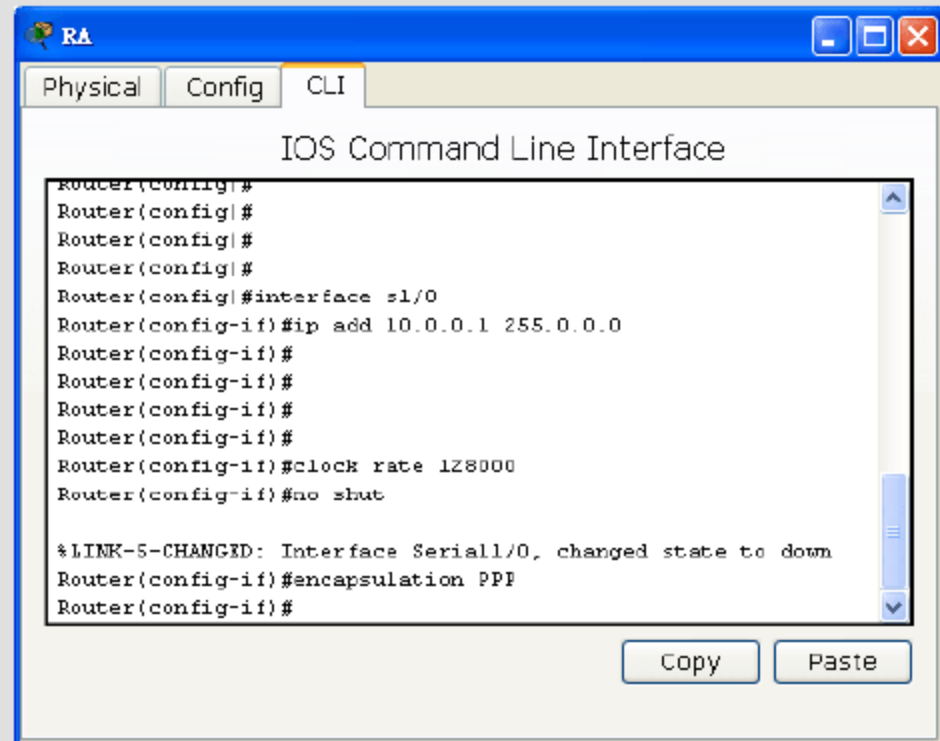 RA
Physical Config CLI
IOS Command Line Interface
Router(config)#
Router(config)#
Router(config)#
Router(config)#
Router(config)#interface s1/0
Router(config-if)#ip add 10.0.0.1 255.0.0.0
Router(config-if)#
Router(config-if)#
Router(config-if)#
Router(config-if)#
Router(config-if)#clock rate 128000
Router(config-if)#no shut
%LINK-5-CHANGED: Interface Serial1/0, changed state to down
Router(config-if)#encapsulation PPP
Router(config-if)#
Copy Paste